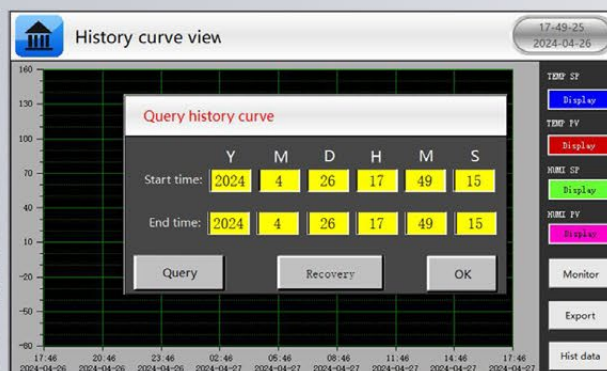 History curve view
17-49-25
2024-04-26
160
130
100
70
40
10
-20
-50
-80
Query history curve
Y M D H M S
Start time: 2024 4 26 17 49 15
End time: 2024 4 26 17 49 15
Query Recovery OK
TEMP SP
Display
TEMP PV
Display
HUMI SP
Display
HUMI PV
Display
Monitor
Export
Hist data
17:46 20:46 23:46 02:46 05:46 08:46 11:46 14:46 17:46
2024-04-26 2024-04-26 2024-04-26 2024-04-27 2024-04-27 2024-04-27 2024-04-27 2024-04-27 2024-04-27